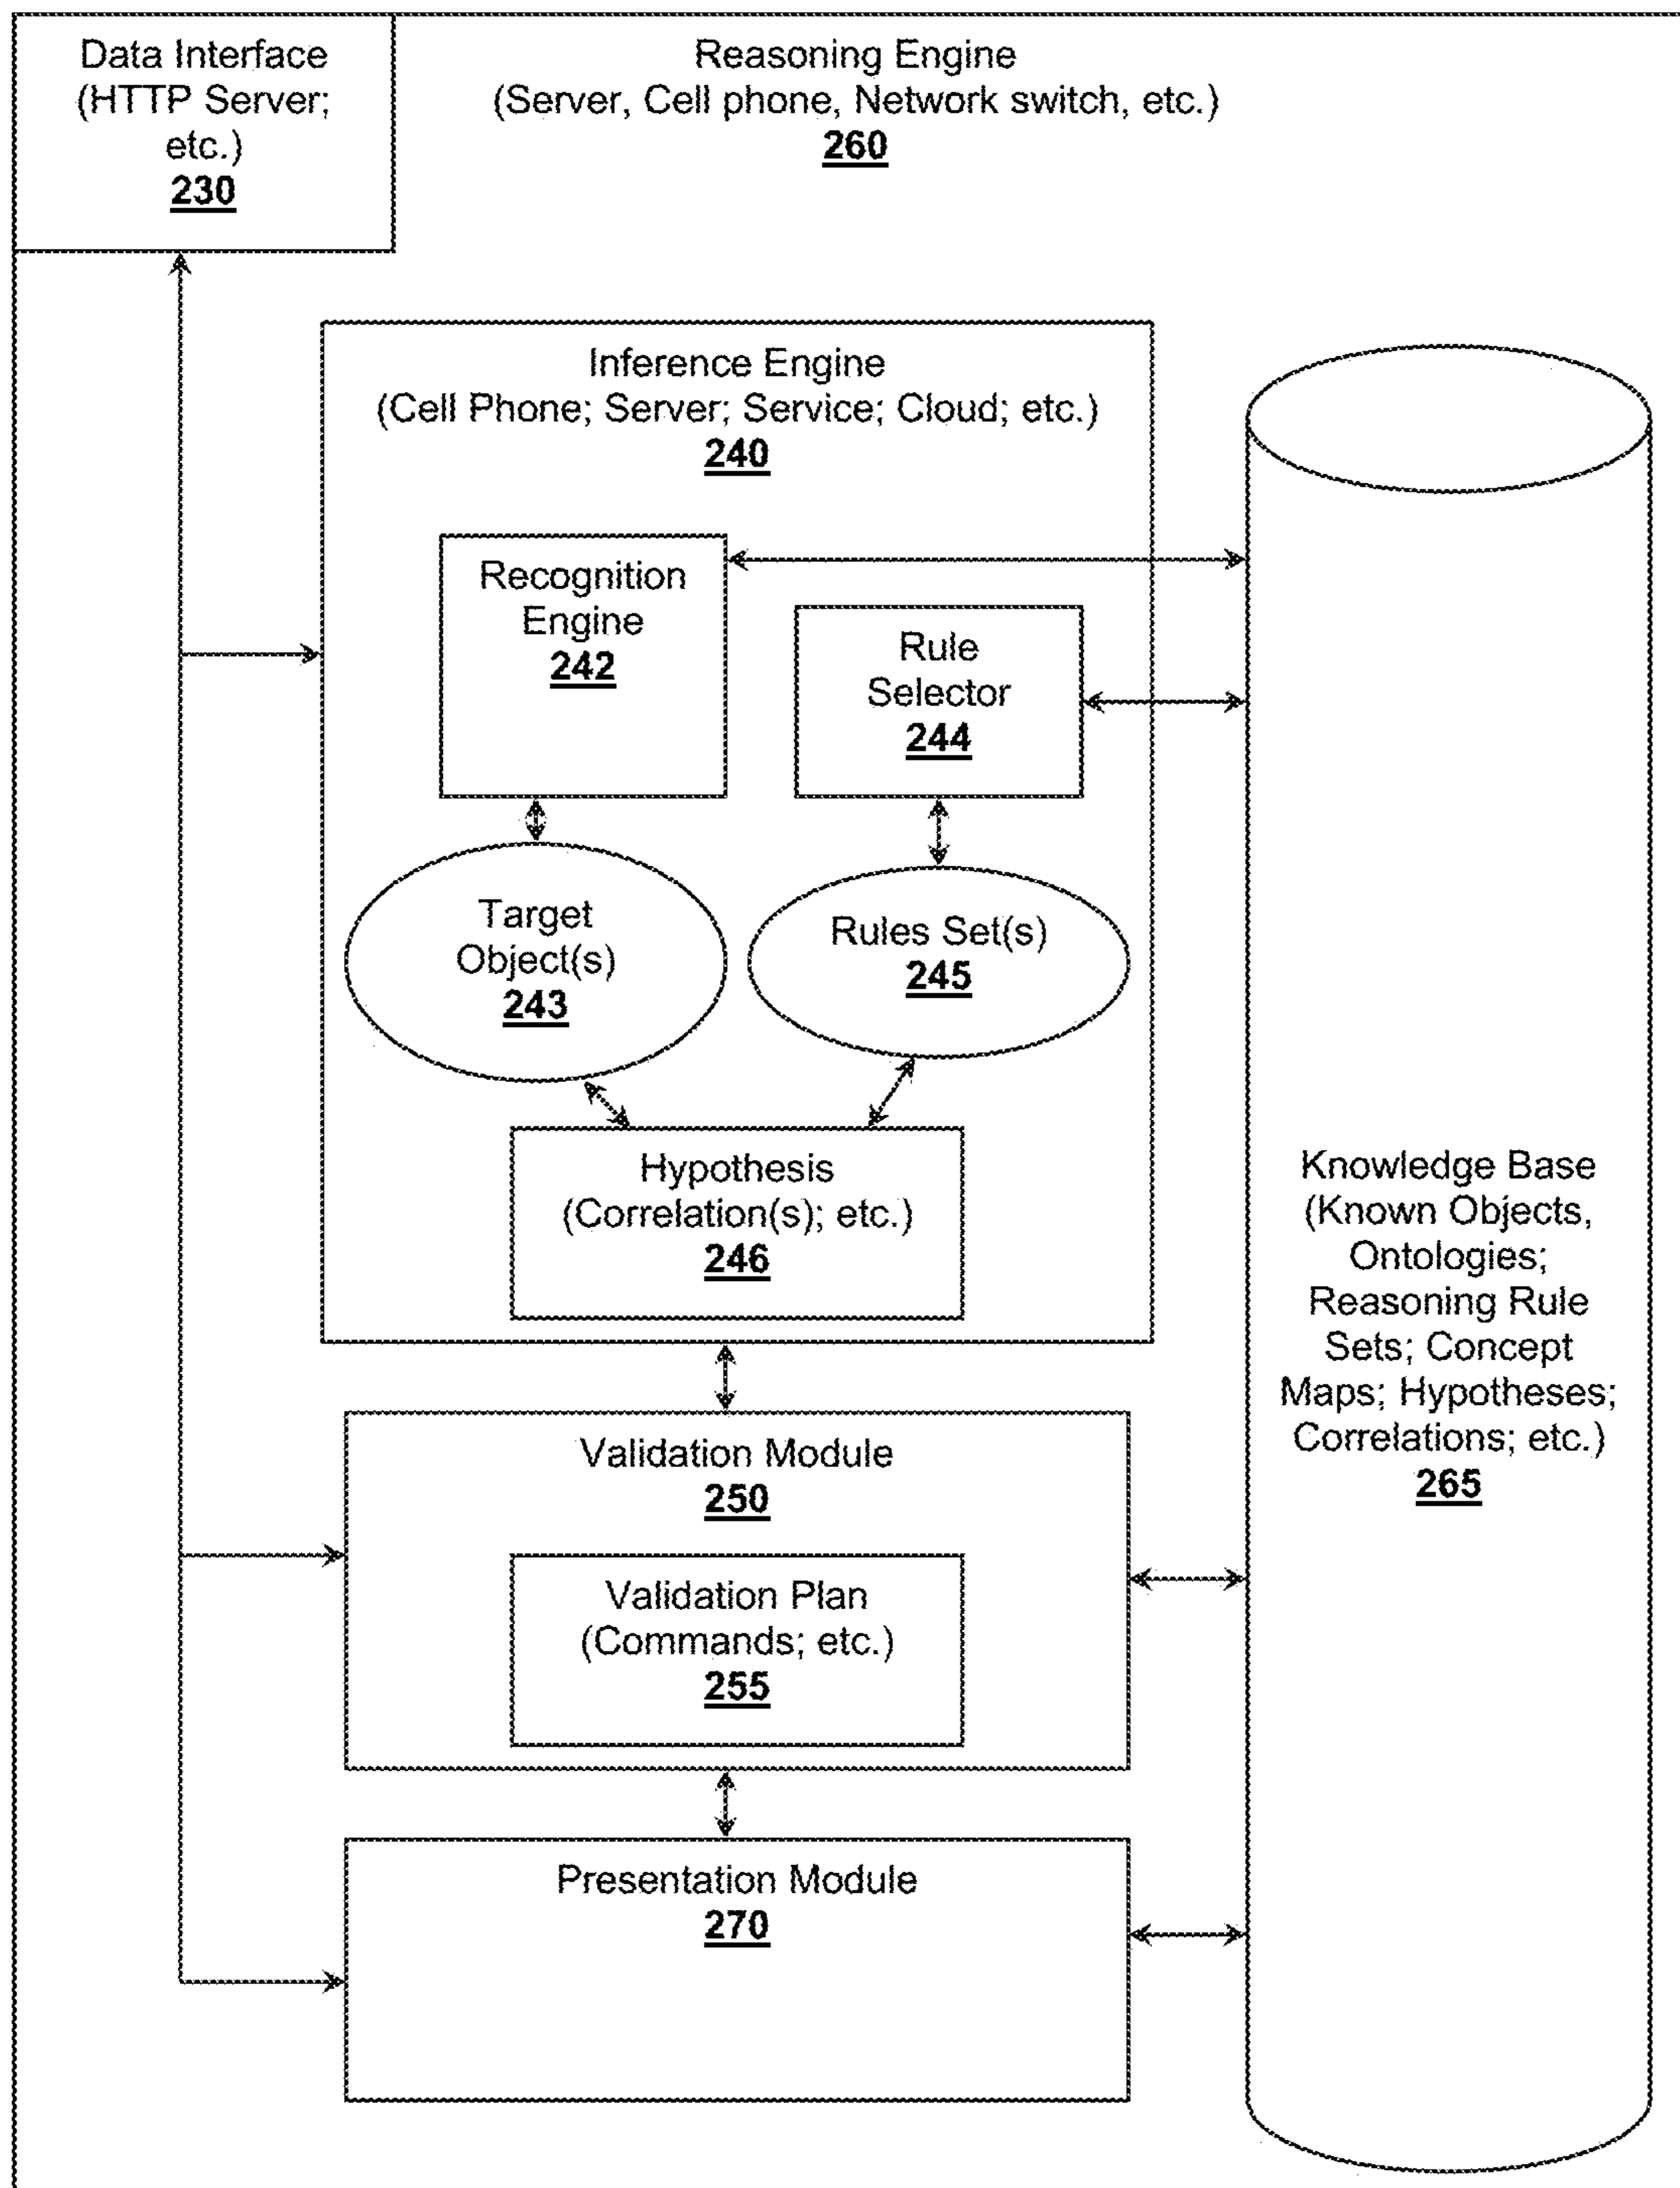 Data Interface
(HTTP Server;
etc.)
230
Reasoning Engine
(Server, Cell phone, Network switch, etc.)
260
Inference Engine
(Cell Phone; Server; Service; Cloud; etc.)
240
Recognition
Engine
242
Rule
Selector
244
Target
Object(s)
243
Rules Set(s)
245
Hypothesis
(Correlation(s); etc.)
246
Knowledge Base
(Known Objects,
Ontologies;
Reasoning Rule
Sets; Concept
Maps; Hypotheses;
Correlations; etc.)
265
Validation Module
250
Validation Plan
(Commands; etc.)
255
Presentation Module
270